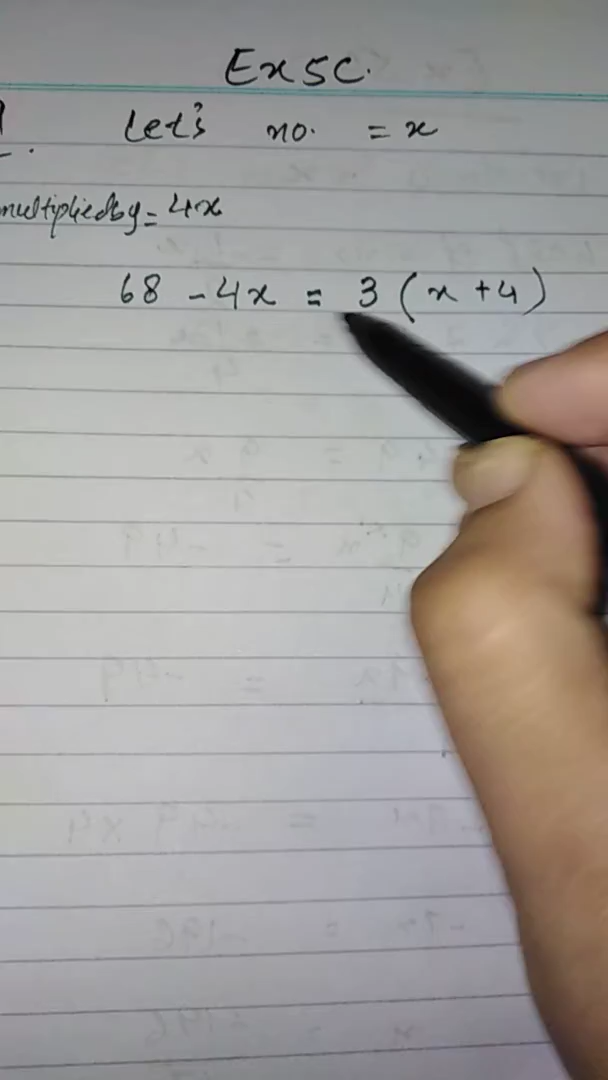 Ex 5C.
Let's no. = x
multiplied by = 4x
68 - 4x = 3 (x + 4)